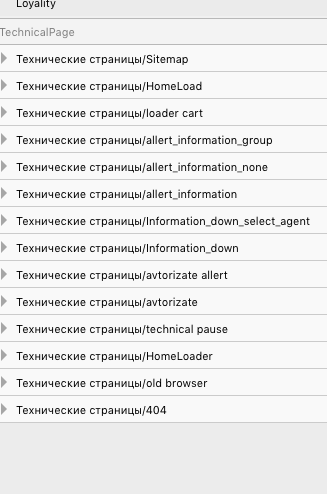 Loyality
TechnicalPage
Технические страницы/Sitemap
Технические страницы/HomeLoad
Технические страницы/loader cart
Технические страницы/allert_information_group
Технические страницы/allert_information_none
Технические страницы/allert_information
Технические страницы/Information_down_select_agent
Технические страницы/Information_down
Технические страницы/avtorizate allert
Технические страницы/avtorizate
Технические страницы/technical pause
Технические страницы/HomeLoader
Технические страницы/old browser
Технические страницы/404